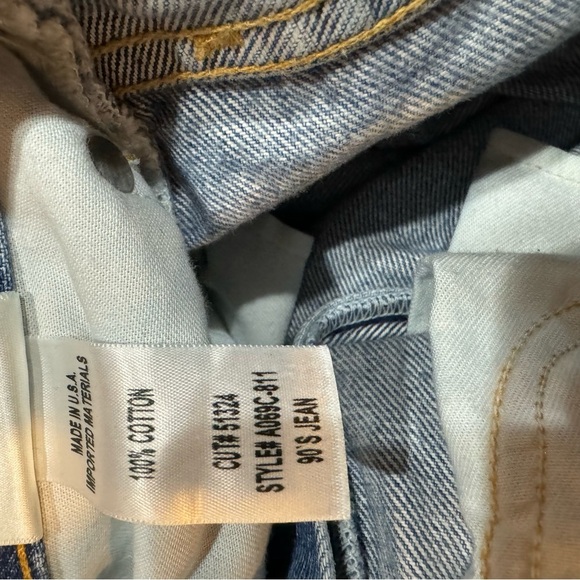 MADE IN U.S.A.
IMPORTED MATERIALS
100% COTTON
CUT# 51324
STYLE# A069C-811
90`S JEAN